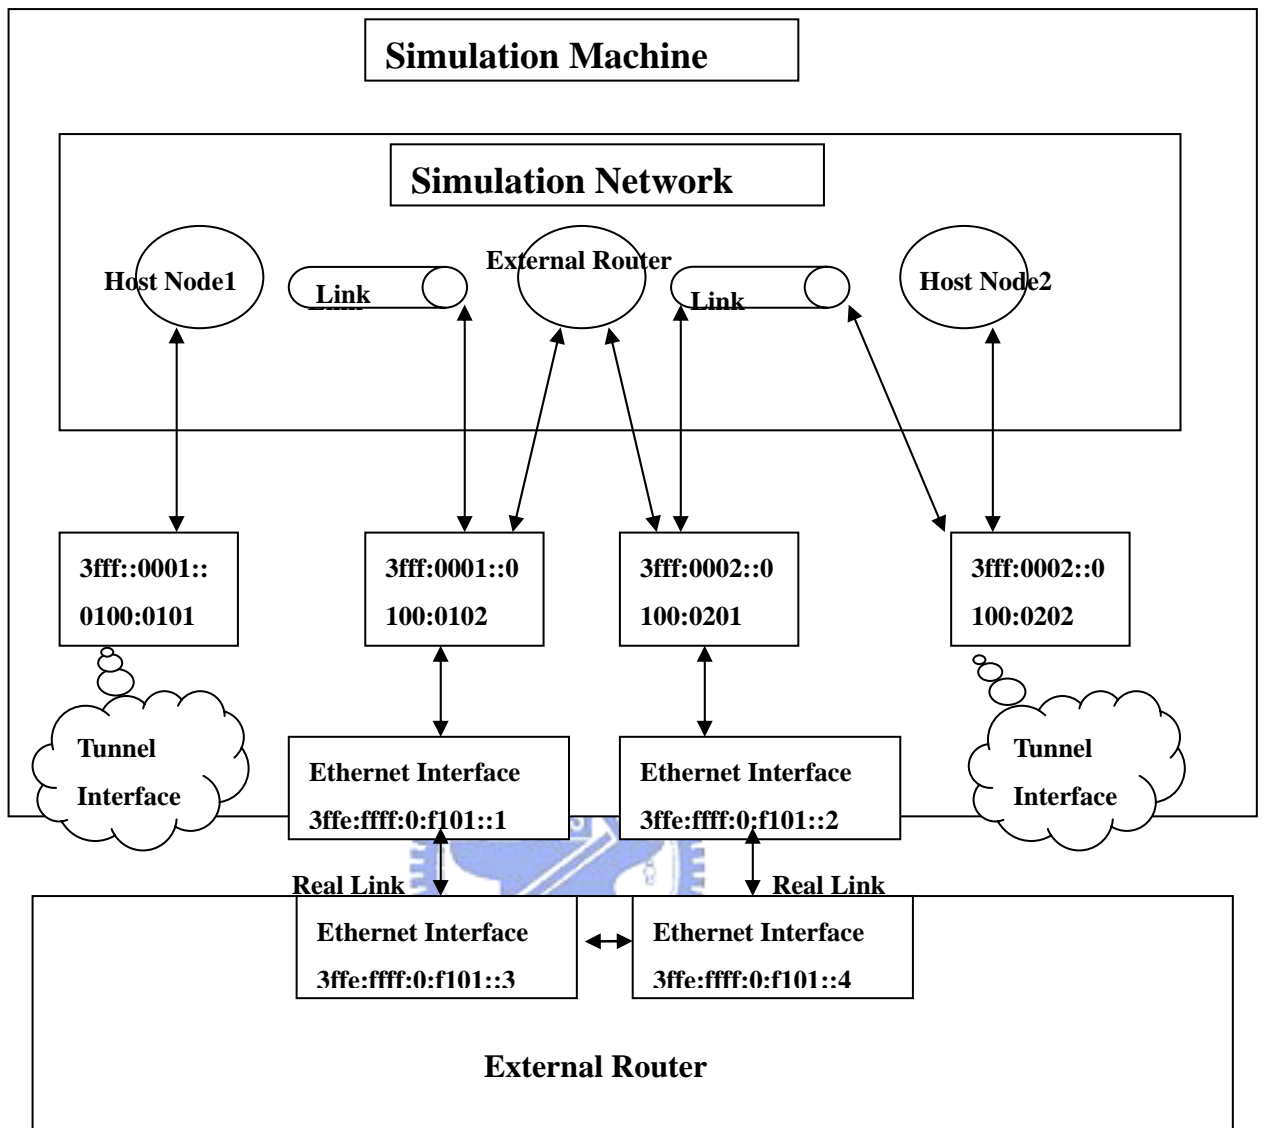 Simulation Machine
Simulation Network
Host Node1
Link
External Router
Link
Host Node2
3fff::0001::
0100:0101
3fff:0001::0
100:0102
3fff:0002::0
100:0201
3fff:0002::0
100:0202
Tunnel
Interface
Ethernet Interface
3ffe:ffff:0:f101::1
Ethernet Interface
3ffe:ffff:0:f101::2
Tunnel
Interface
Real Link
Real Link
Ethernet Interface
3ffe:ffff:0:f101::3
Ethernet Interface
3ffe:ffff:0:f101::4
External Router